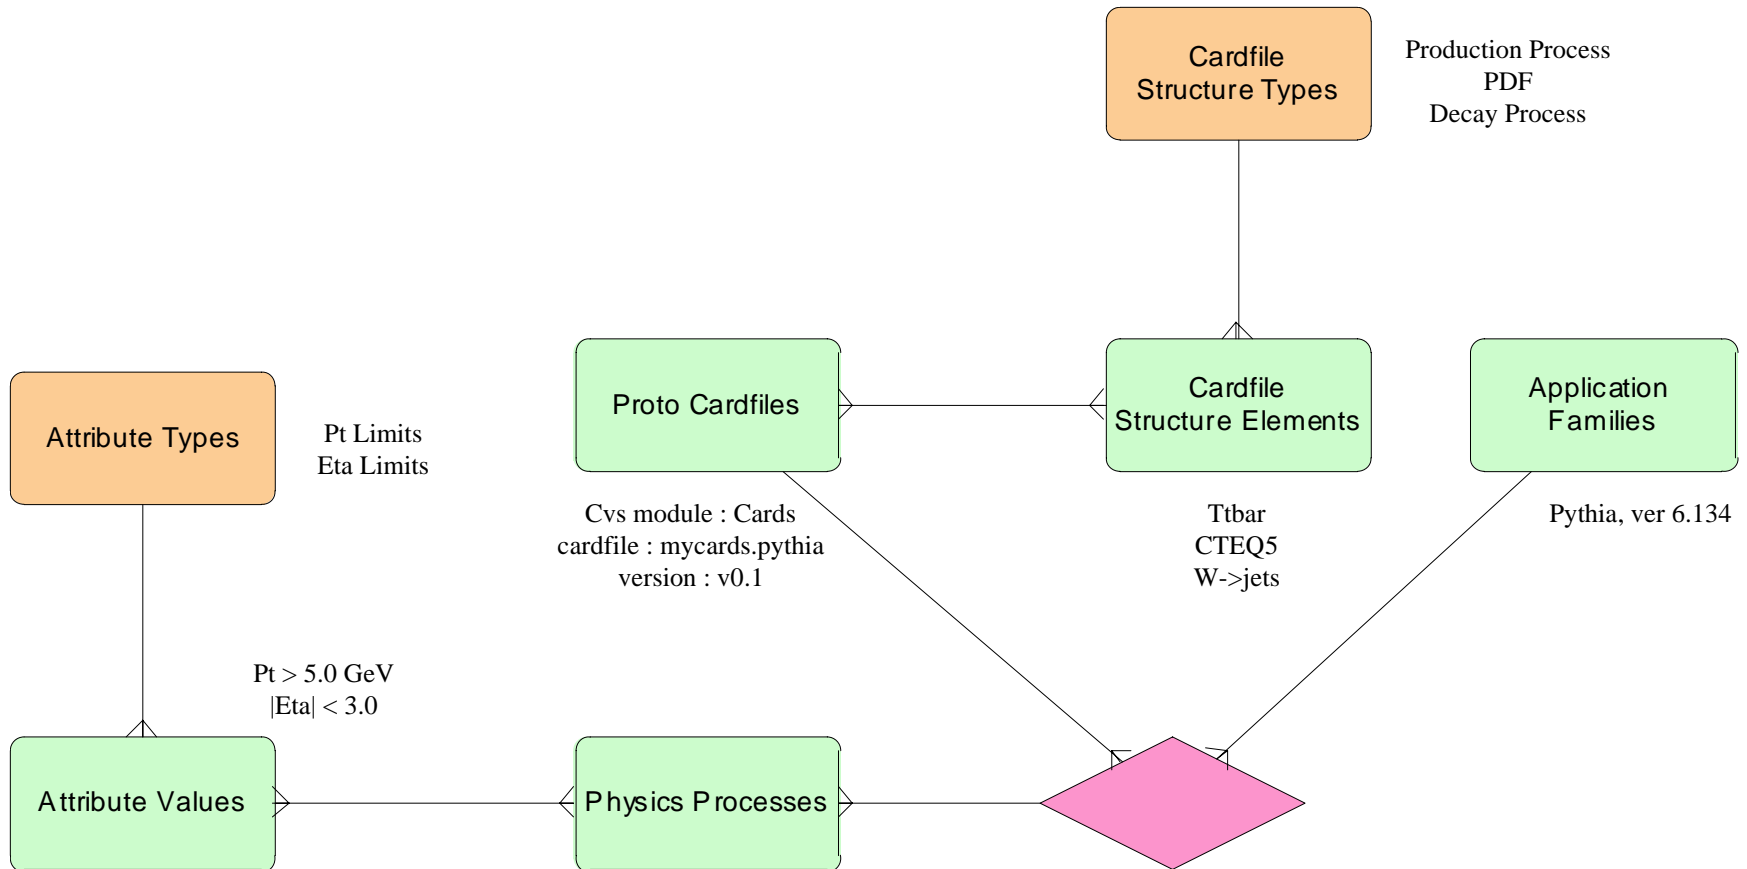 Cardfile
Structure Types
Production Process
PDF
Decay Process
Attribute Types
Pt Limits
Eta Limits
Proto Cardfiles
Cardfile
Structure Elements
Application
Families
Cvs module : Cards
cardfile : mycards.pythia
version : v0.1
Ttbar
CTEQ5
W->jets
Pythia, ver 6.134
Pt > 5.0 GeV
|Eta| < 3.0
Attribute Values
Physics Processes